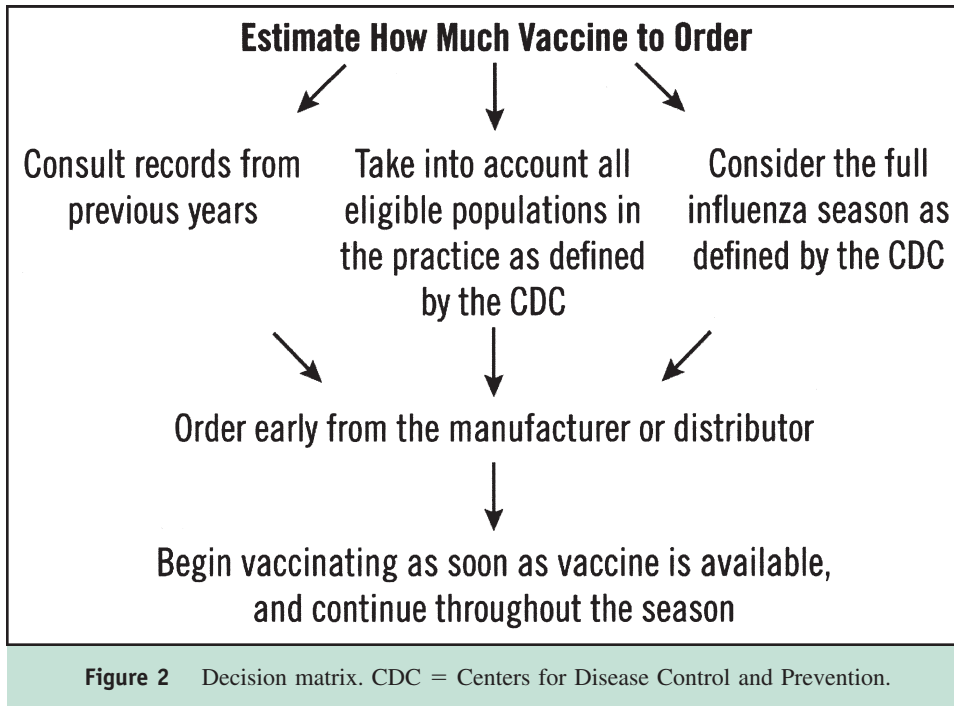 Estimate How Much Vaccine to Order
Consult records from
previous years
Take into account all
eligible populations in
the practice as defined
by the CDC
Consider the full
influenza season as
defined by the CDC
Order early from the manufacturer or distributor
Begin vaccinating as soon as vaccine is available,
and continue throughout the season
Figure 2 Decision matrix. CDC = Centers for Disease Control and Prevention.